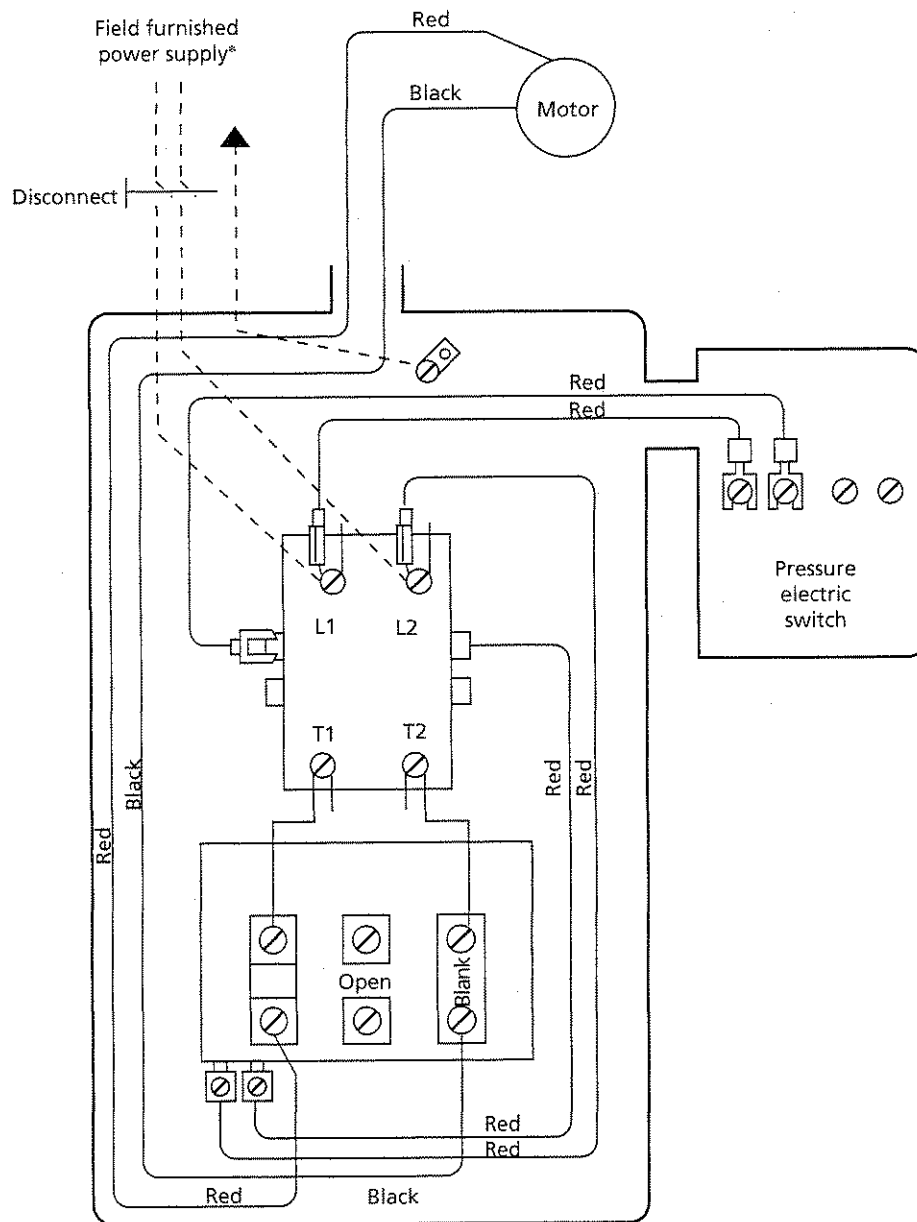 Red
Field furnished
power supply*
Black
Motor
Disconnect
Red
Red
Pressure
electric
switch
L1
L2
T1
T2
Red
Red
Black
Red
Open
Blank
Red
Red
Red
Black